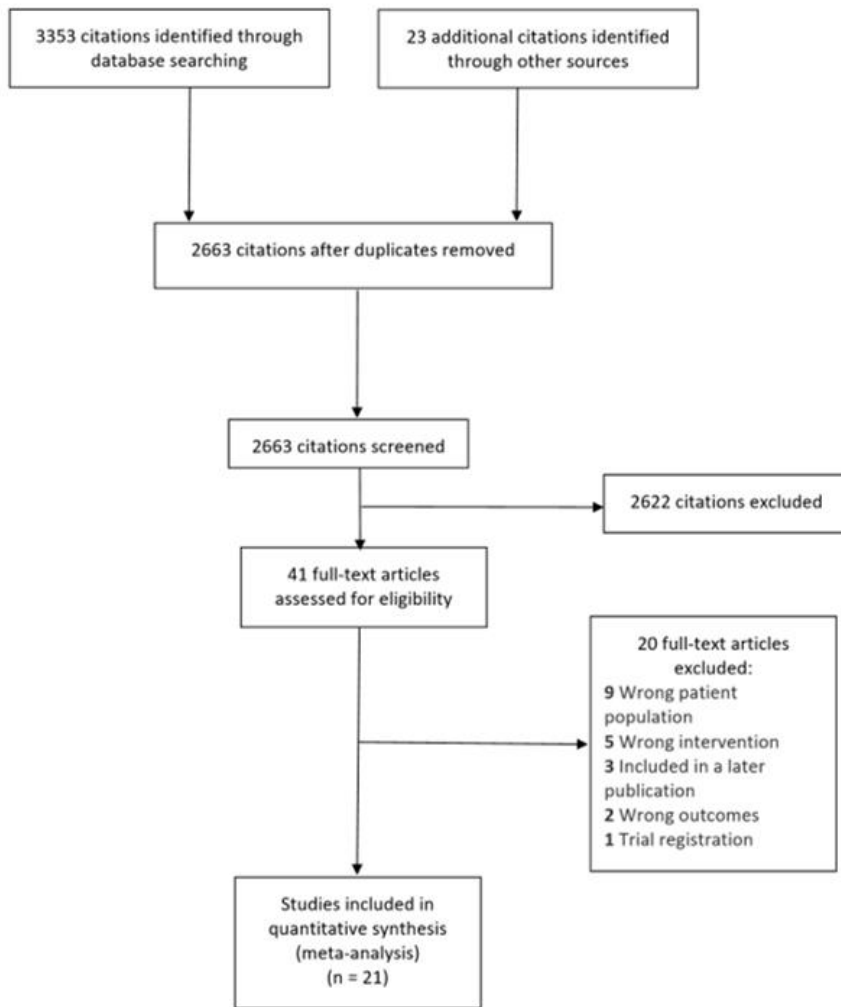 3353 citations identified through
database searching
23 additional citations identified
through other sources
2663 citations after duplicates removed
2663 citations screened
2622 citations excluded
41 full-text articles
assessed for eligibility
20 full-text articles
excluded:
9 Wrong patient
population
5 Wrong intervention
3 Included in a later
publication
2 Wrong outcomes
1 Trial registration
Studies included in
quantitative synthesis
(meta-analysis)
(n = 21)